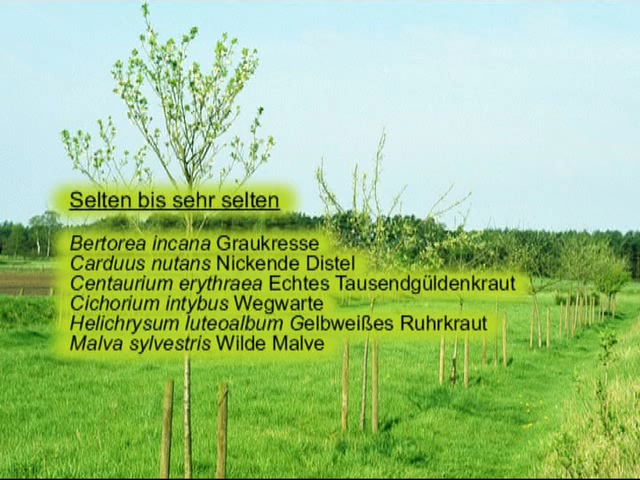 Selten bis sehr selten
Bertorea incana Graukresse
Carduus nutans Nickende Distel
Centaurium erythraea Echtes Tausendgüldenkraut
Cichorium intybus Wegwarte
Helichrysum luteoalbum Gelbweißes Ruhrkraut
Malva sylvestris Wilde Malve